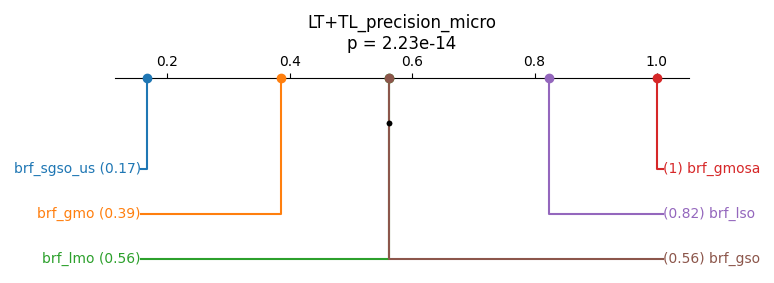 LT+TL_precision_micro
p = 2.23e-14
0.2 0.4 0.6 0.8 1.0
brf_sgso_us (0.17) (1) brf_gmosa
brf_gmo (0.39) (0.82) brf_lso
brf_lmo (0.56) (0.56) brf_gso